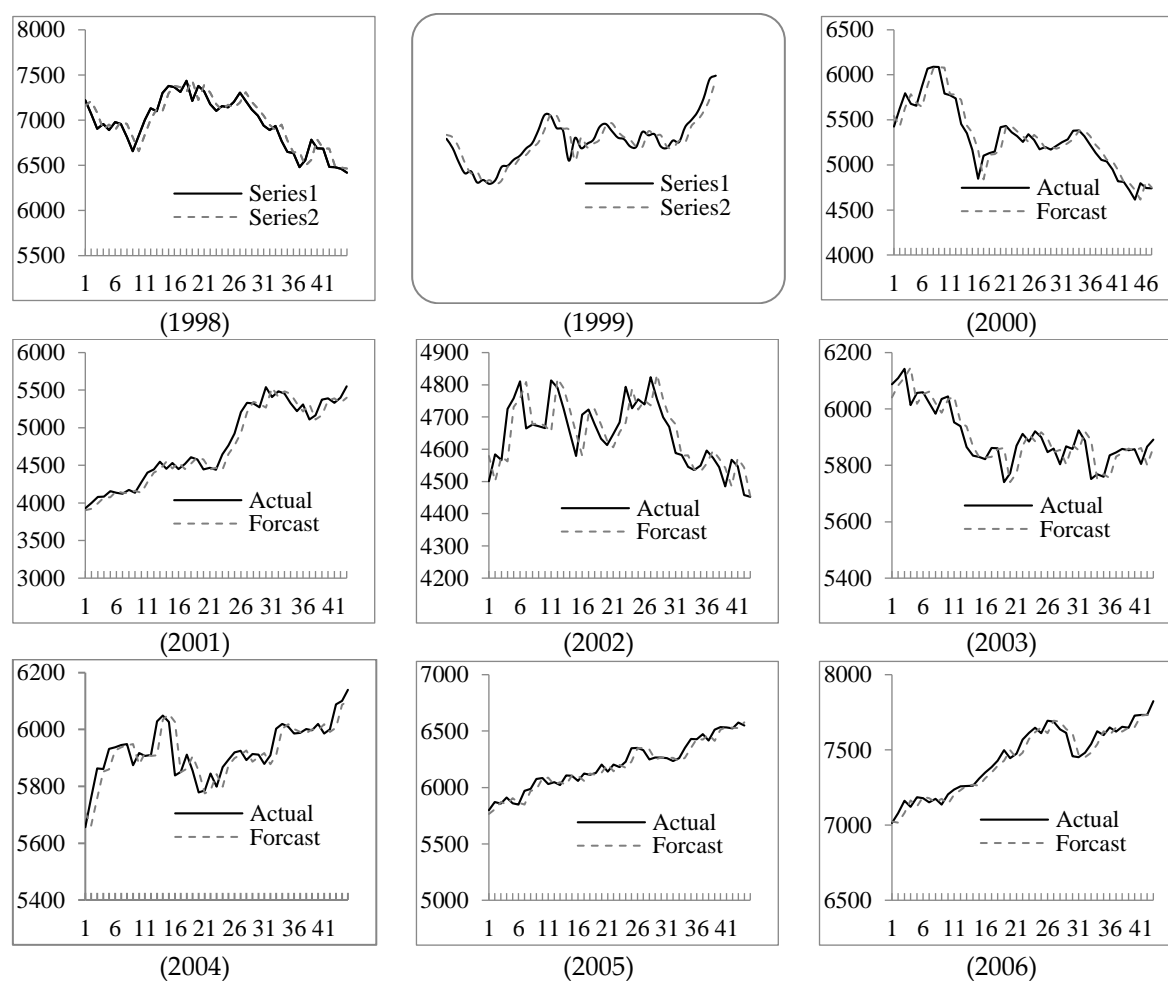 8000
7500
7000
6500
6000
5500
Series1
Series2
1 6 11 16 21 26 31 36 41
(1998)
Series1
Series2
(1999)
6500
6000
5500
5000
4500
4000
Actual
Forcast
1 6 11 16 21 26 31 36 41 46
(2000)
6000
5500
5000
4500
4000
3500
3000
Actual
Forcast
1 6 11 16 21 26 31 36 41
(2001)
4900
4800
4700
4600
4500
4400
4300
4200
Actual
Forcast
1 6 11 16 21 26 31 36 41
(2002)
6200
6000
5800
5600
5400
Actual
Forcast
1 6 11 16 21 26 31 36 41
(2003)
6200
6000
5800
5600
5400
Actual
Forcast
1 6 11 16 21 26 31 36 41
(2004)
7000
6500
6000
5500
5000
Actual
Forcast
1 6 11 16 21 26 31 36 41
(2005)
8000
7500
7000
6500
Actual
Forcast
1 6 11 16 21 26 31 36 41
(2006)